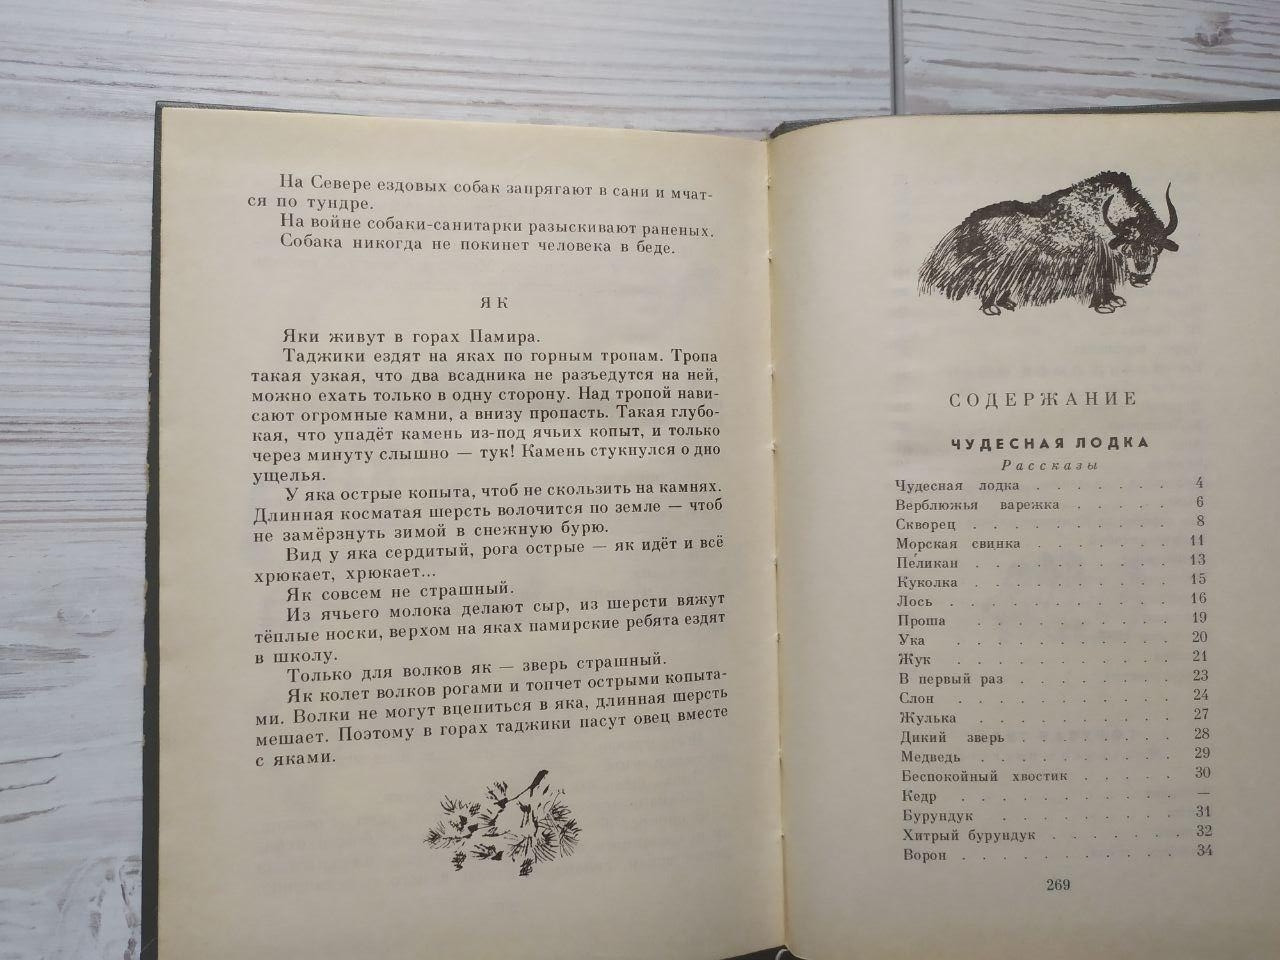 На Севере ездовых собак запрягают в сани и мчат-
ся по тундре.
На войне собаки-санитарки разыскивают раненых.
Собака никогда не покинет человека в беде.
ЯК
Яки живут в горах Памира.
Таджики ездят на яках по горным тропам. Тропа
такая узкая, что два всадника не разъедутся на ней,
можно ехать только в одну сторону. Над тропой нави-
сают огромные камни, а внизу пропасть. Такая глубо-
кая, что упадёт камень из-под ячьих копыт, и только
через минуту слышно — тук! Камень стукнулся о дно
ущелья.
У яка острые копыта, чтоб не скользить на камнях.
Длинная косматая шерсть волочится по земле — чтоб
не замёрзнуть зимой в снежную бурю.
Вид у яка сердитый, рога острые — як идёт и всё
хрюкает, хрюкает...
Як совсем не страшный.
Из ячьего молока делают сыр, из шерсти вяжут
тёплые носки, верхом на яках памирские ребята ездят
в школу.
Только для волков як — зверь страшный.
Як колет волков рогами и топчет острыми копыта-
ми. Волки не могут вцепиться в яка, длинная шерсть
мешает. Поэтому в горах таджики пасут овец вместе
с яками.
СОДЕРЖАНИЕ
ЧУДЕСНАЯ ЛОДКА
Рассказы
Чудесная лодка . . . . . . . 4
Верблюжья варежка . . . . . 6
Скворец . . . . . . . . . . 8
Морская свинка . . . . . . . 11
Пе́ликан . . . . . . . . . . 13
Куколка . . . . . . . . . . 15
Лось . . . . . . . . . . . 16
Проша . . . . . . . . . . 19
Ука . . . . . . . . . . . 20
Жук . . . . . . . . . . . 21
В первый раз . . . . . . . . 23
Слон . . . . . . . . . . . 24
Жулька . . . . . . . . . . 27
Дикий зверь . . . . . . . . 28
Медведь . . . . . . . . . . 29
Беспокойный хвостик . . . . . 30
Кедр . . . . . . . . . . . —
Бурундук . . . . . . . . . 31
Хитрый бурундук . . . . . . . 32
Ворон . . . . . . . . . . . 34
269